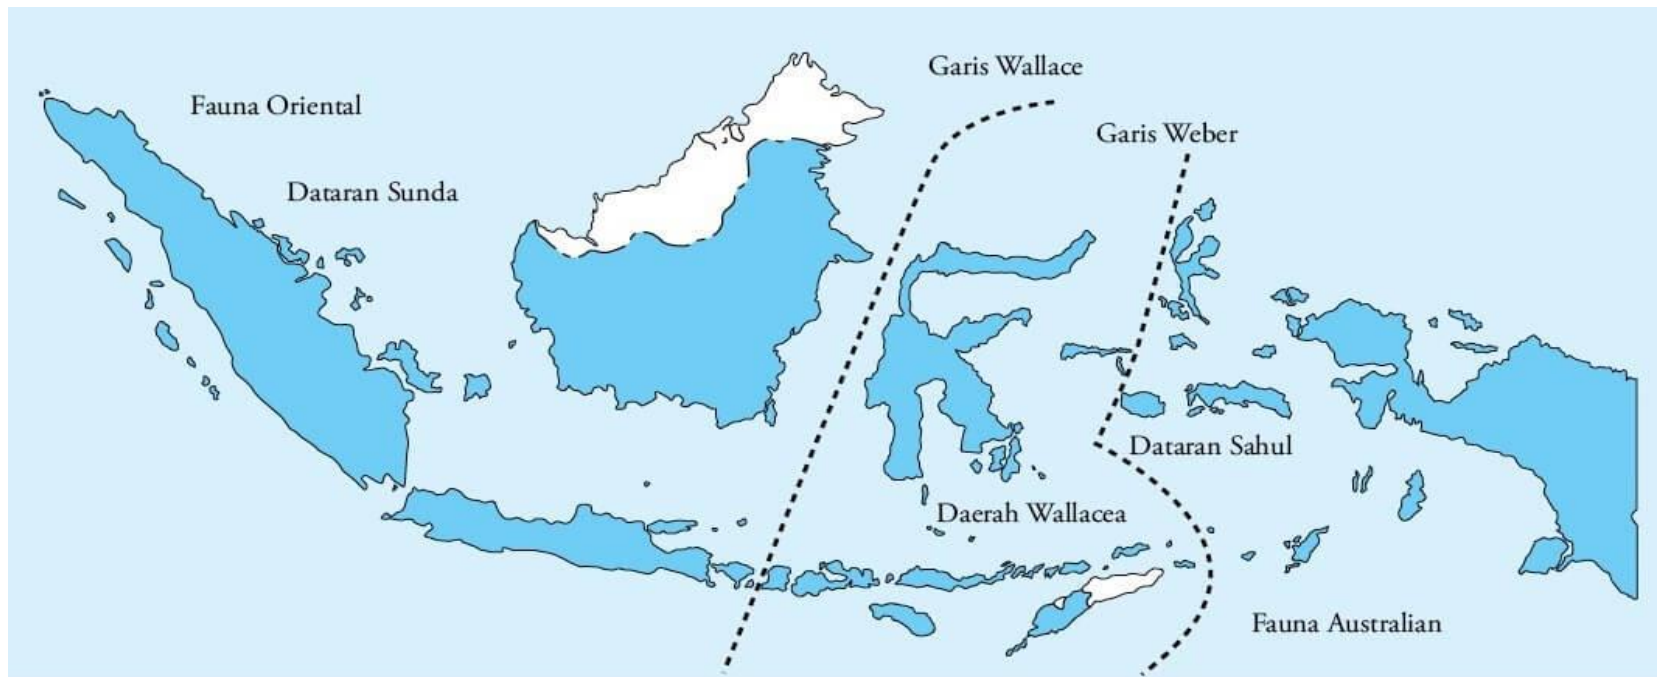 Garis Wallace
Fauna Oriental
Garis Weber
Dataran Sunda
Dataran Sahul
Daerah Wallacea
Fauna Australian